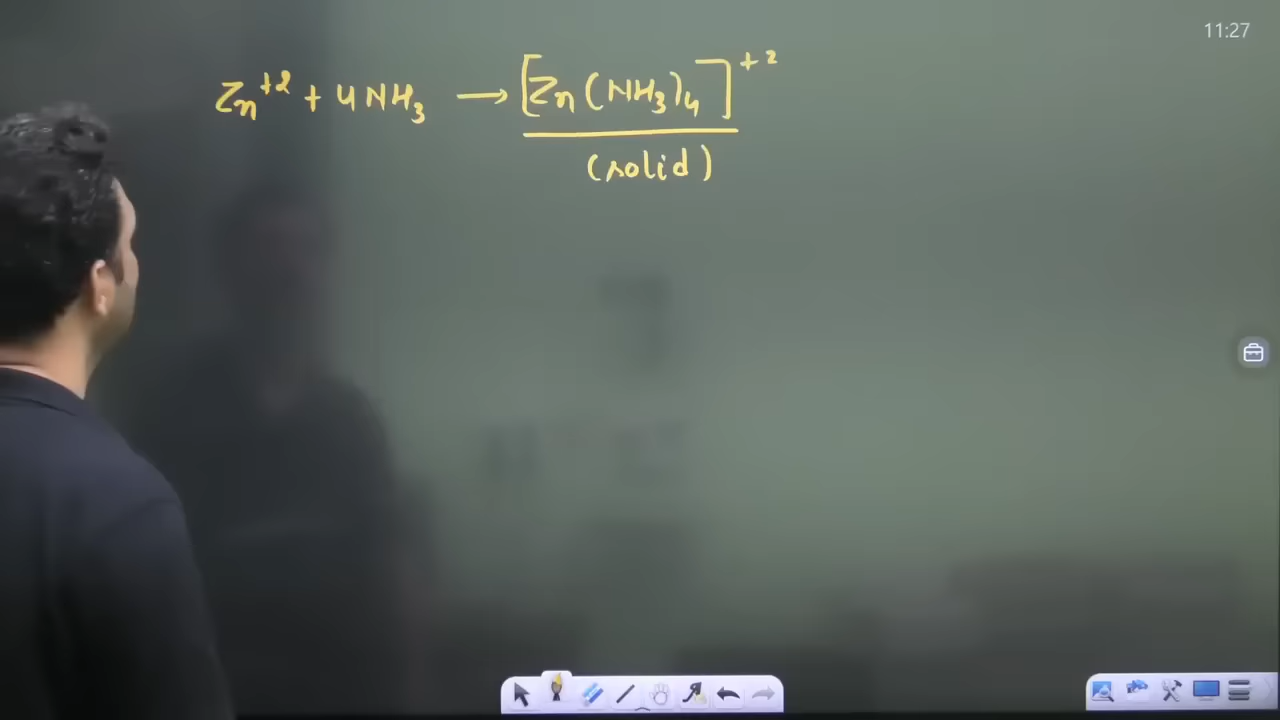 11:27
Zn+2 + 4NH3 → [Zn(NH3)4]+2
(solid)